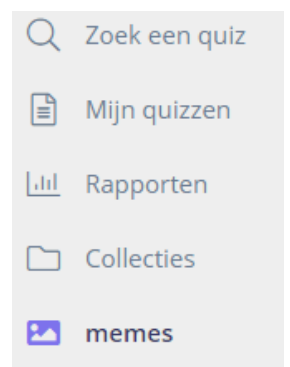 Zoek een quiz
Mijn quizzen
Rapporten
Collecties
memes